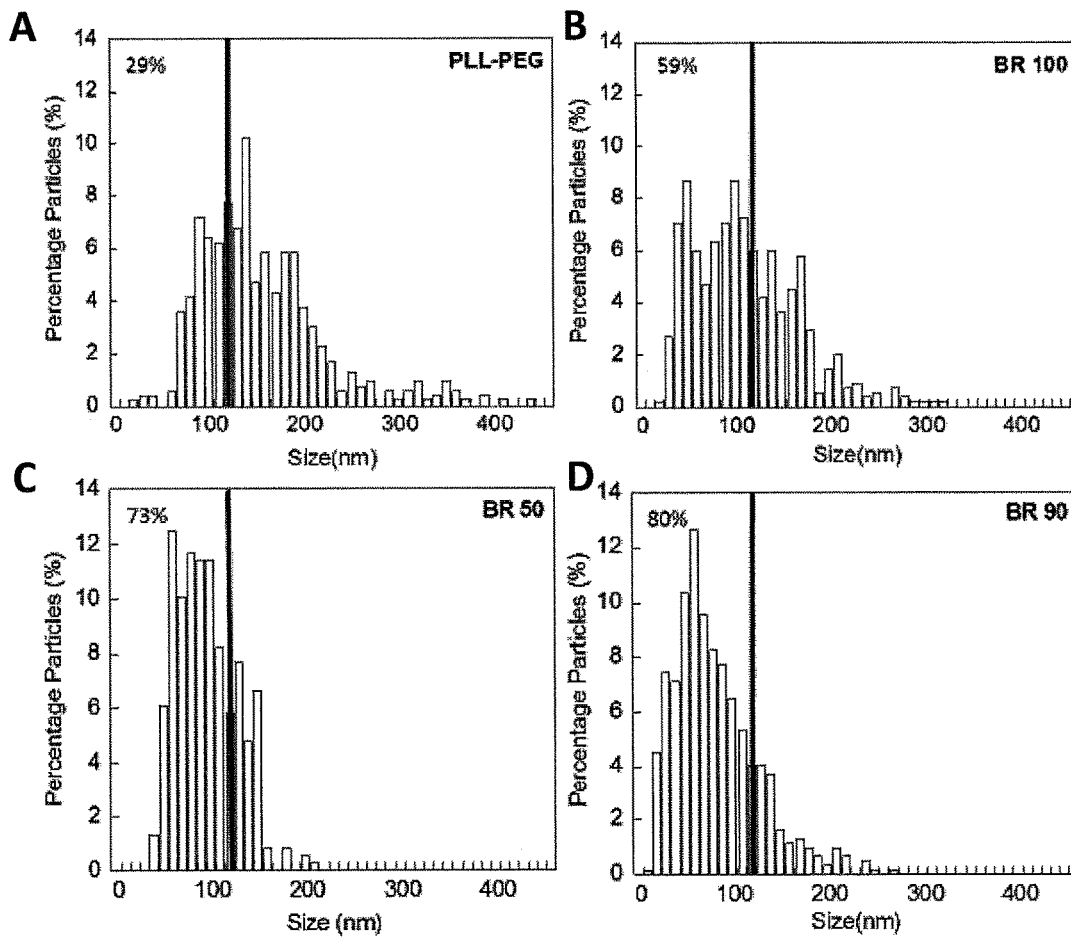 A
PLL-PEG
29%
14
12
10
8
6
4
2
0
Percentage Particles (%)
0 100 200 300 400
Size(nm)
B
BR 100
59%
14
12
10
8
6
4
2
0
Percentage Particles (%)
0 100 200 300 400
Size(nm)
C
BR 50
73%
14
12
10
8
6
4
2
0
Percentage Particles (%)
0 100 200 300 400
Size (nm)
D
BR 90
80%
14
12
10
8
6
4
2
0
Percentage Particles (%)
0 100 200 300 400
Size(nm)